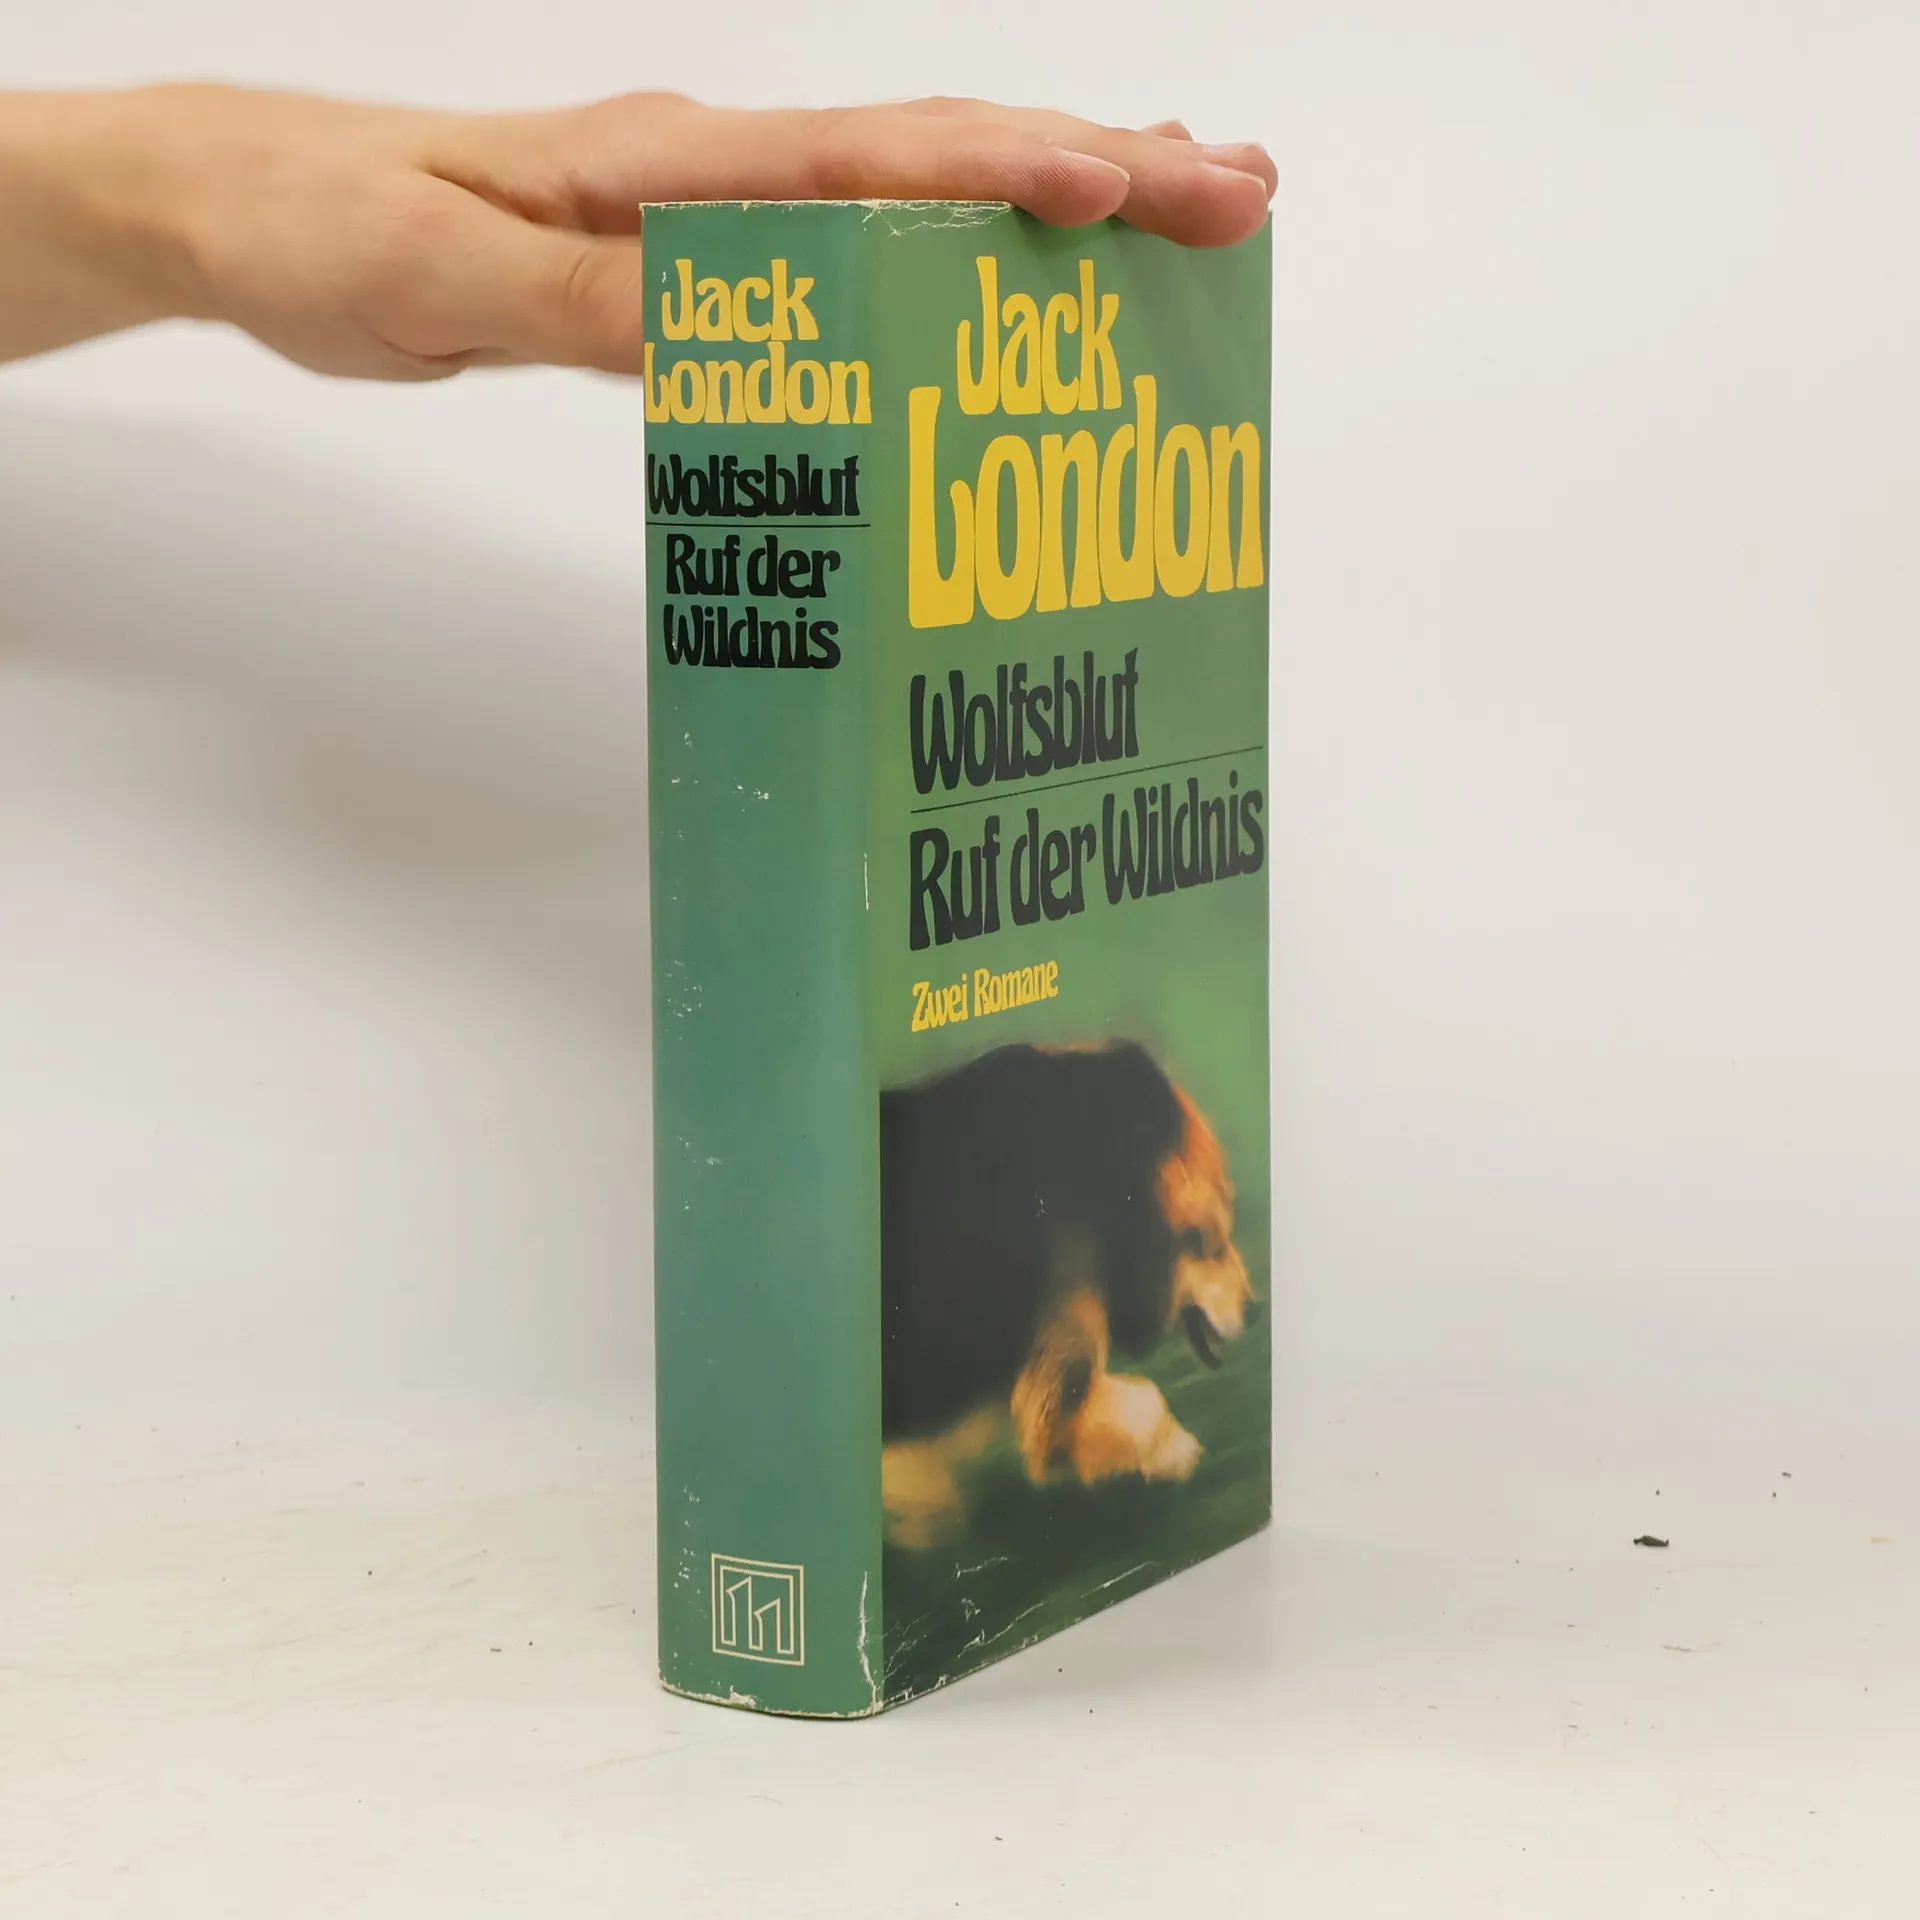 Jack
London
Wolfsblut
Ruf der
Wildnis
Jack
London
Wolfsblut
Ruf der Wildnis
Zwei Romane